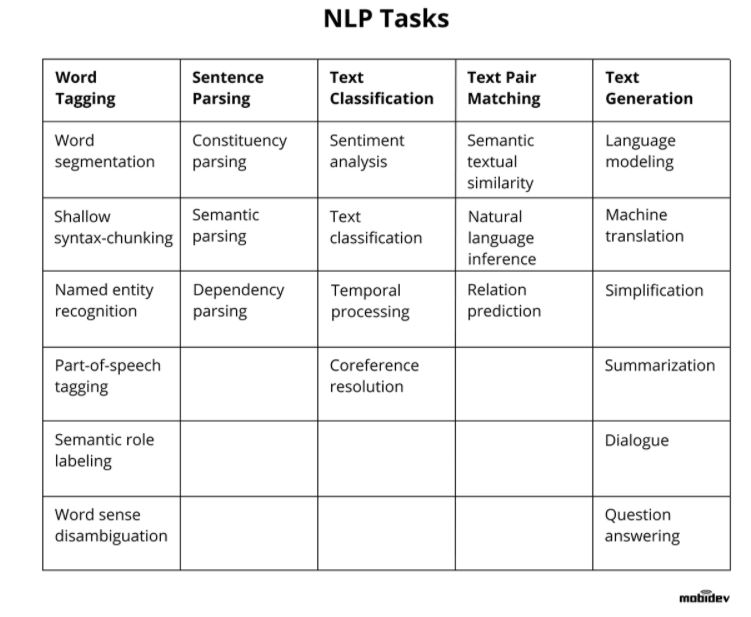 NLP Tasks
Word Tagging | Sentence Parsing | Text Classification | Text Pair Matching | Text Generation
Word segmentation | Constituency parsing | Sentiment analysis | Semantic textual similarity | Language modeling
Shallow syntax-chunking | Semantic parsing | Text classification | Natural language inference | Machine translation
Named entity recognition | Dependency parsing | Temporal processing | Relation prediction | Simplification
Part-of-speech tagging | | Coreference resolution | | Summarization
Semantic role labeling | | | | Dialogue
Word sense disambiguation | | | | Question answering
mobidev